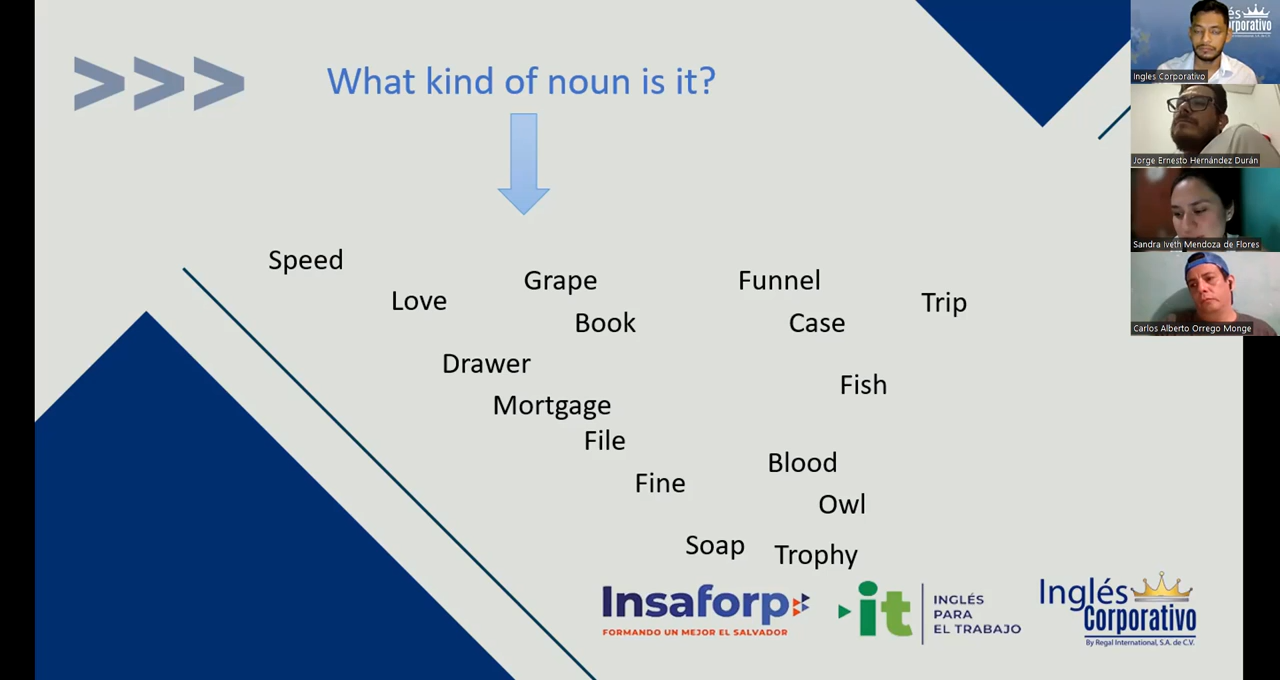 >>> What kind of noun is it?
Speed
Love
Grape
Book
Funnel
Case
Trip
Drawer
Mortgage
File
Fine
Fish
Blood
Owl
Soap
Trophy
Insaforp
FORMANDO UN MEJOR EL SALVADOR
it
INGLÉS
PARA
EL TRABAJO
Inglés
Corporativo
By Regal International, S.A. de C.V.
és
rporativo
Ingles Corporativo
Jorge Ernesto Hernández Durán
Sandra Iveth Mendoza de Flores
Carlos Alberto Orrego Monge